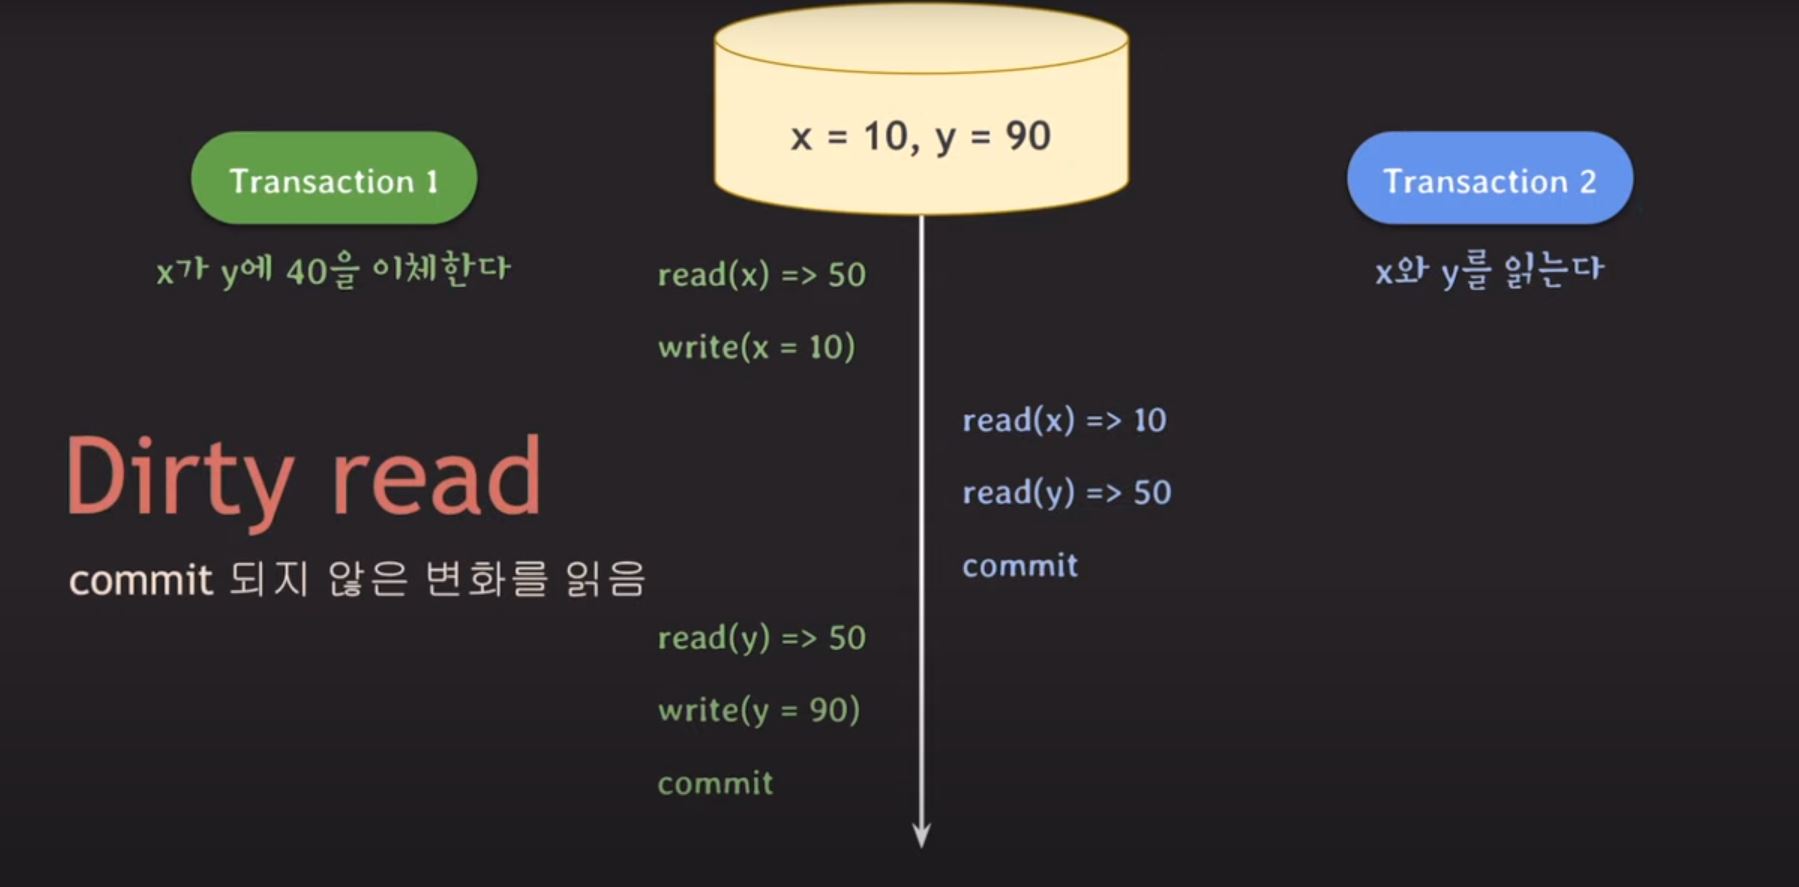 x = 10, y = 90
Transaction 1
Transaction 2
x가 y에 40을 이체한다
x와 y를 읽는다
read(x) => 50
write(x = 10)
read(x) => 10
read(y) => 50
commit
Dirty read
commit 되지 않은 변화를 읽음
read(y) => 50
write(y = 90)
commit